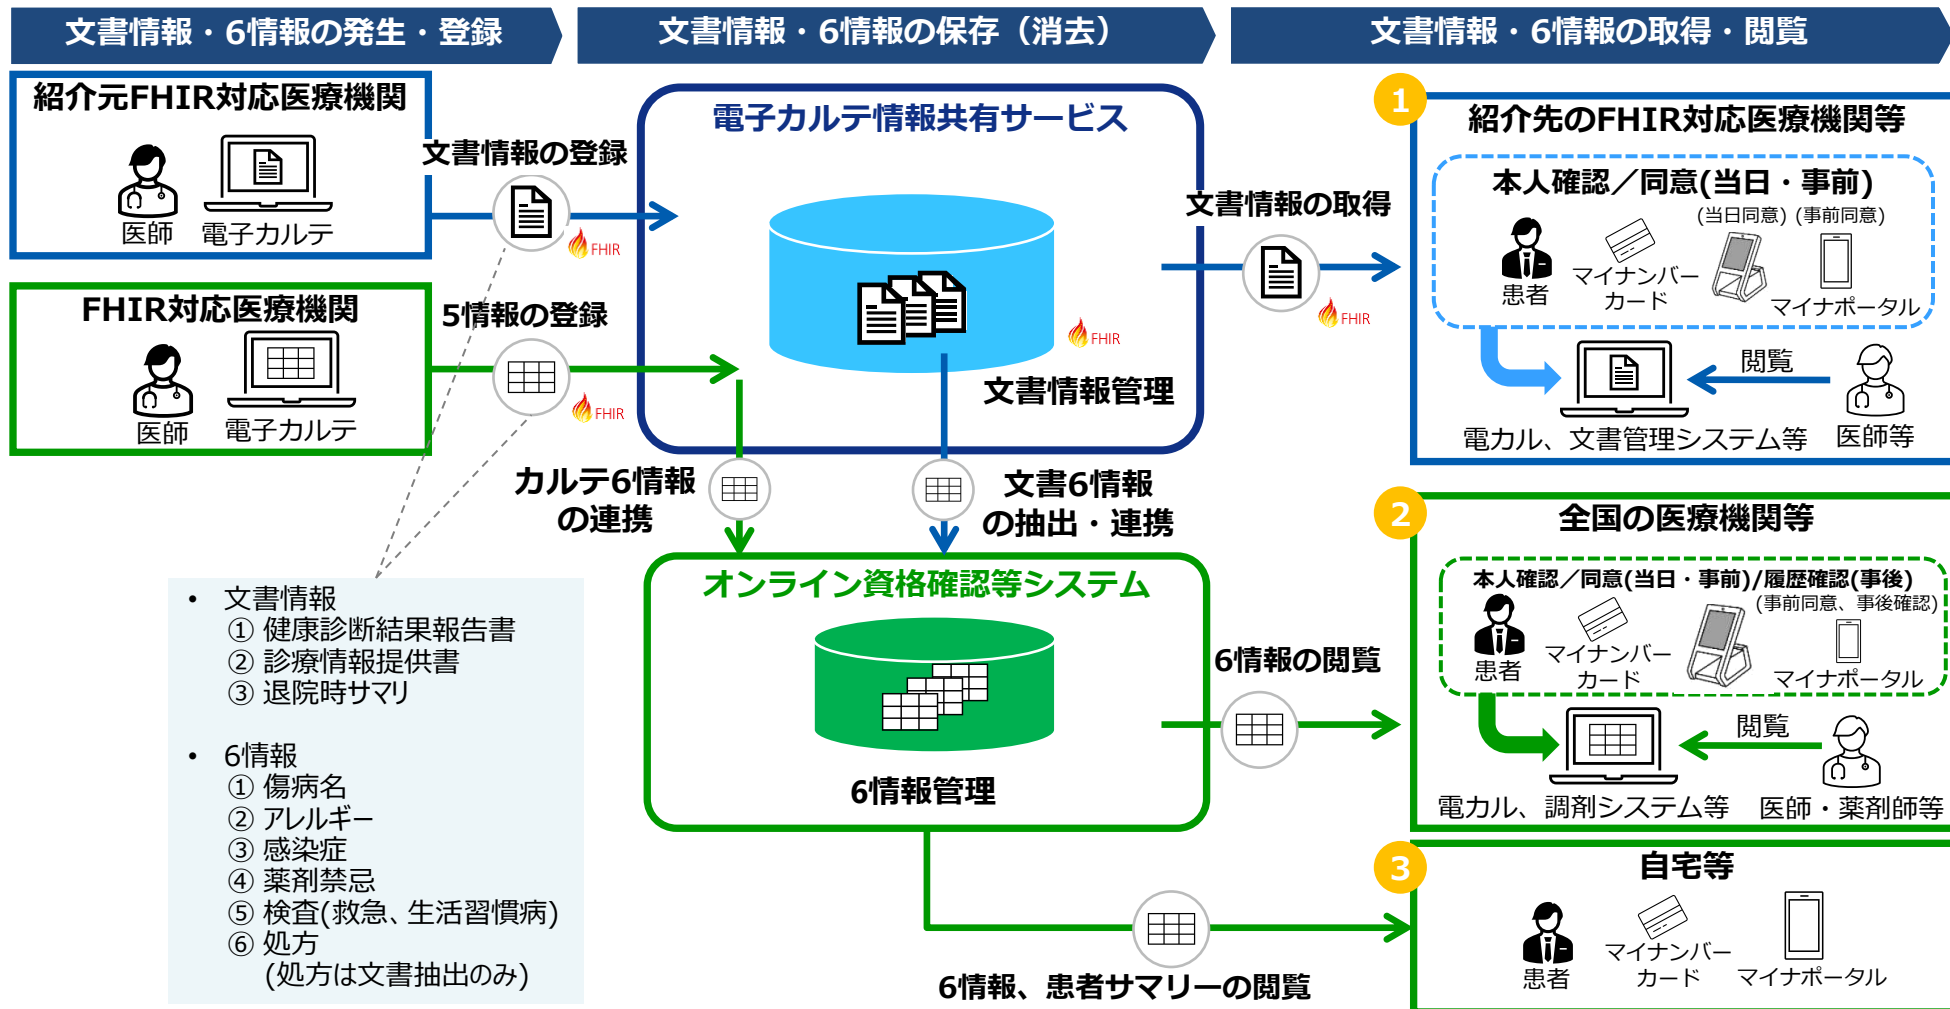 文書情報・6情報の発生・登録
文書情報・6情報の保存（消去）
文書情報・6情報の取得・閲覧
紹介元FHIR対応医療機関
医師
電子カルテ
文書情報の登録
FHIR
FHIR対応医療機関
医師
電子カルテ
5情報の登録
FHIR
電子カルテ情報共有サービス
FHIR
文書情報管理
カルテ6情報
の連携
文書6情報
の抽出・連携
オンライン資格確認等システム
6情報管理
文書情報の取得
FHIR
6情報の閲覧
6情報、患者サマリーの閲覧
1
紹介先のFHIR対応医療機関等
本人確認／同意(当日・事前)
(当日同意)
(事前同意)
患者
マイナンバー
カード
マイナポータル
閲覧
電カル、文書管理システム等
医師等
2
全国の医療機関等
本人確認／同意(当日・事前)/履歴確認(事後)
(事前同意、事後確認)
患者
マイナンバー
カード
マイナポータル
閲覧
電カル、調剤システム等
医師・薬剤師等
3
自宅等
患者
マイナンバー
カード
マイナポータル
• 文書情報
① 健康診断結果報告書
② 診療情報提供書
③ 退院時サマリ
• 6情報
① 傷病名
② アレルギー
③ 感染症
④ 薬剤禁忌
⑤ 検査(救急、生活習慣病)
⑥ 処方
(処方は文書抽出のみ)